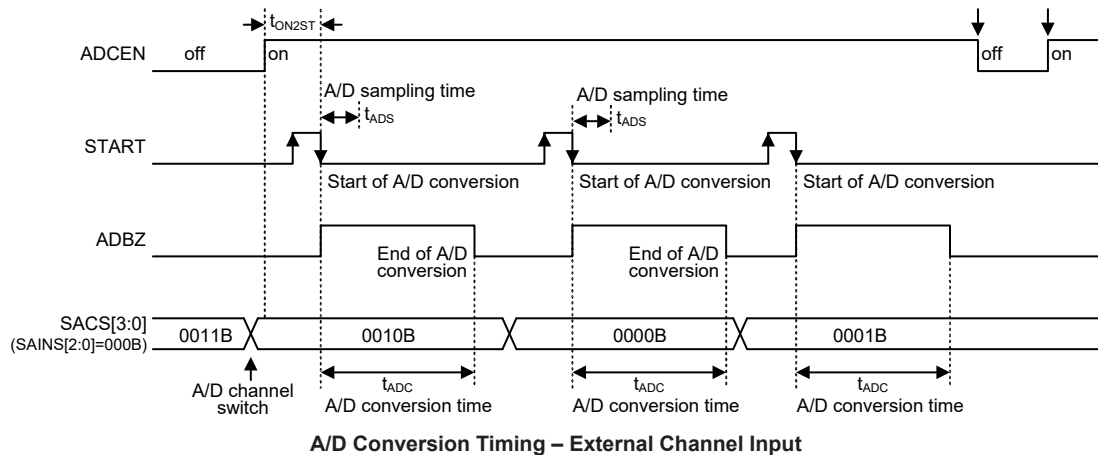 tON2ST
ADCEN
off
on
off
on
A/D sampling time
tADS
A/D sampling time
tADS
START
Start of A/D conversion
Start of A/D conversion
Start of A/D conversion
ADBZ
End of A/D
conversion
End of A/D
conversion
SACS[3:0]
(SAINS[2:0]=000B)
0011B
0010B
0000B
0001B
A/D channel
switch
tADC
A/D conversion time
tADC
A/D conversion time
tADC
A/D conversion time
A/D Conversion Timing – External Channel Input